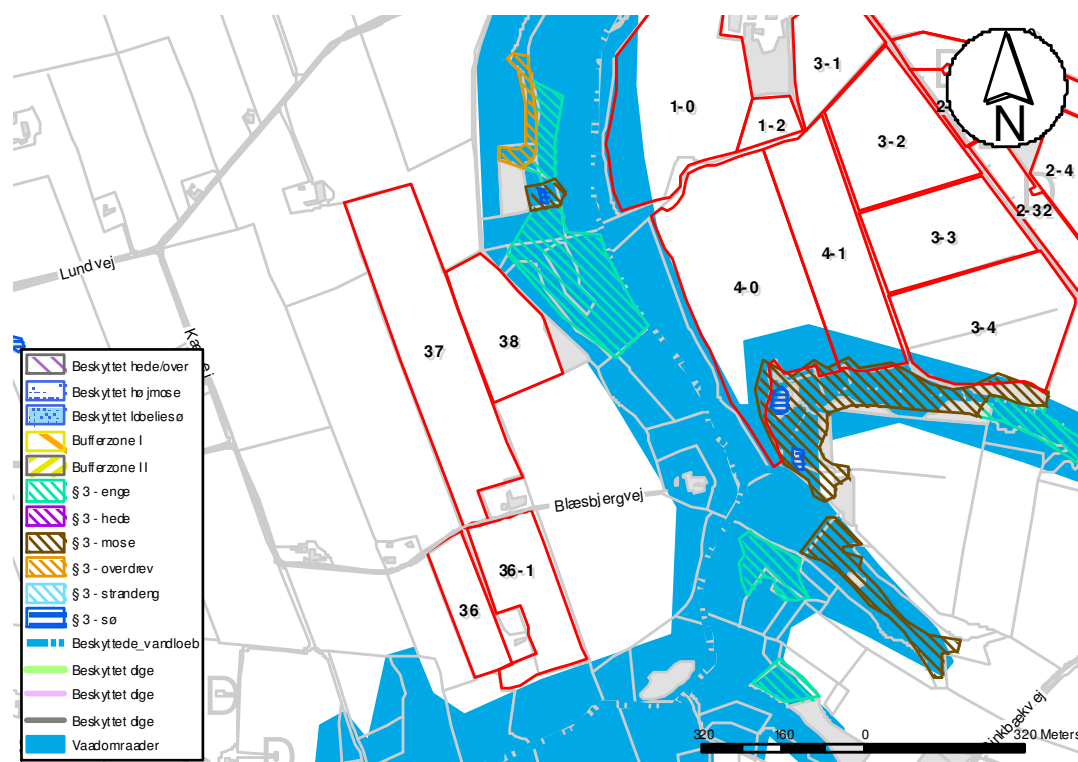 3-1
1-0
1-2
3-2
N
2-4
2-32
3-3
4-1
4-0
3-4
Lundvej
37
38
Blæsbjergvej
36-1
36
Beskyttet hede/over
Beskyttet højmose
Beskyttet lobeliesø
Bufferzone I
Bufferzone II
§ 3 - enge
§ 3 - hede
§ 3 - mose
§ 3 - overdrev
§ 3 - strandeng
§ 3 - sø
Beskyttede_vandloeb
Beskyttet dige
Beskyttet dige
Beskyttet dige
Vaadomraader
320 160 0 320 Meters